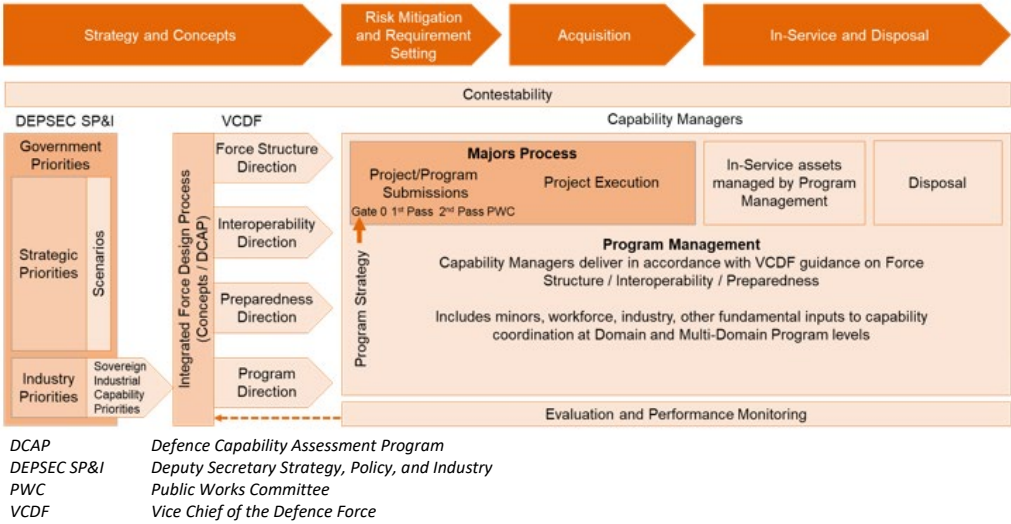 Strategy and Concepts
Risk Mitigation
and Requirement
Setting
Acquisition
In-Service and Disposal
Contestability
DEPSEC SP&I
VCDF
Capability Managers
Government
Priorities
Strategic
Priorities
Scenarios
Industry
Priorities
Sovereign
Industrial
Capability
Priorities
Integrated Force Design Process
(Concepts / DCAP)
Force Structure
Direction
Interoperability
Direction
Preparedness
Direction
Program
Direction
Majors Process
Project/Program
Submissions
Gate 0 1st Pass 2nd Pass PWC
Project Execution
In-Service assets
managed by Program
Management
Disposal
Program Strategy
Program Management
Capability Managers deliver in accordance with VCDF guidance on Force
Structure / Interoperability / Preparedness
Includes minors, workforce, industry, other fundamental inputs to capability
coordination at Domain and Multi-Domain Program levels
Evaluation and Performance Monitoring
DCAP Defence Capability Assessment Program
DEPSEC SP&I Deputy Secretary Strategy, Policy, and Industry
PWC Public Works Committee
VCDF Vice Chief of the Defence Force